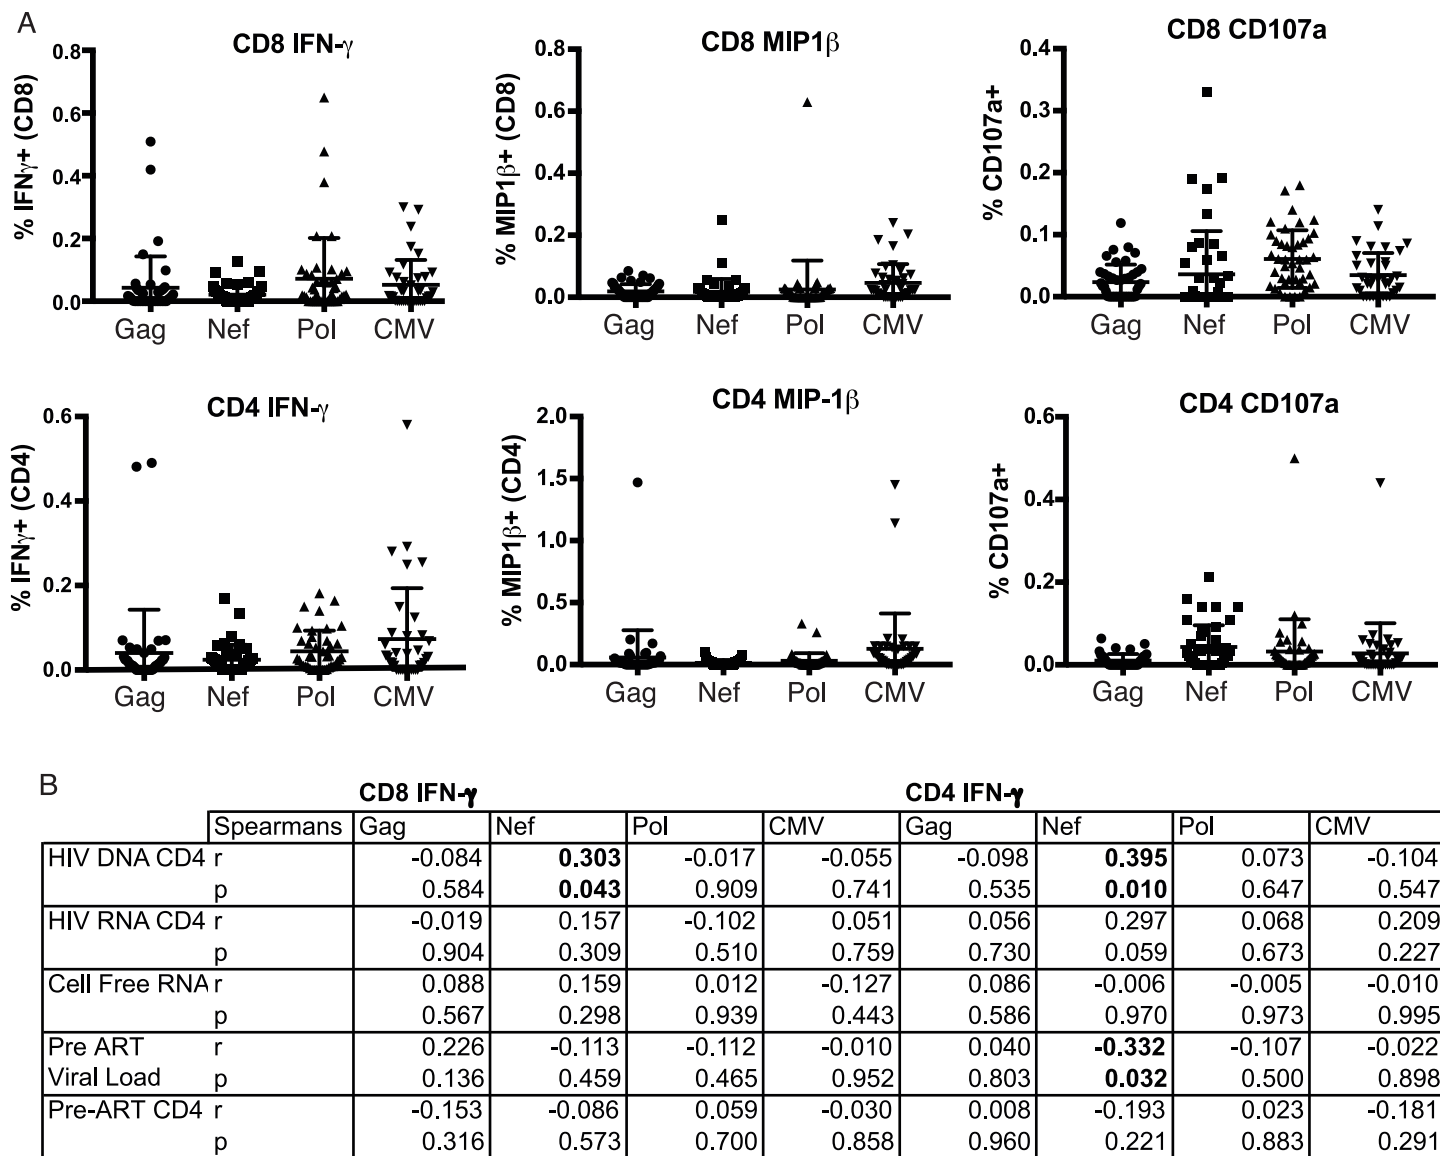 A
CD8 IFN-γ
% IFNγ+ (CD8)
0.8
0.6
0.4
0.2
0.0
Gag Nef Pol CMV
CD8 MIP1β
% MIP1β+ (CD8)
0.8
0.6
0.4
0.2
0.0
Gag Nef Pol CMV
CD8 CD107a
% CD107a+
0.4
0.3
0.2
0.1
0.0
Gag Nef Pol CMV
CD4 IFN-γ
% IFNγ+ (CD4)
0.6
0.4
0.2
0.0
Gag Nef Pol CMV
CD4 MIP-1β
% MIP1β+ (CD4)
2.0
1.5
1.0
0.5
0.0
Gag Nef Pol CMV
CD4 CD107a
% CD107a+
0.6
0.4
0.2
0.0
Gag Nef Pol CMV
B
CD8 IFN-γ CD4 IFN-γ
Spearmans Gag Nef Pol CMV Gag Nef Pol CMV
HIV DNA CD4 r -0.084 0.303 -0.017 -0.055 -0.098 0.395 0.073 -0.104
p 0.584 0.043 0.909 0.741 0.535 0.010 0.647 0.547
HIV RNA CD4 r -0.019 0.157 -0.102 0.051 0.056 0.297 0.068 0.209
p 0.904 0.309 0.510 0.759 0.730 0.059 0.673 0.227
Cell Free RNA r 0.088 0.159 0.012 -0.127 0.086 -0.006 -0.005 -0.010
p 0.567 0.298 0.939 0.443 0.586 0.970 0.973 0.995
Pre ART r 0.226 -0.113 -0.112 -0.010 0.040 -0.332 -0.107 -0.022
Viral Load p 0.136 0.459 0.465 0.952 0.803 0.032 0.500 0.898
Pre-ART CD4 r -0.153 -0.086 0.059 -0.030 0.008 -0.193 0.023 -0.181
p 0.316 0.573 0.700 0.858 0.960 0.221 0.883 0.291